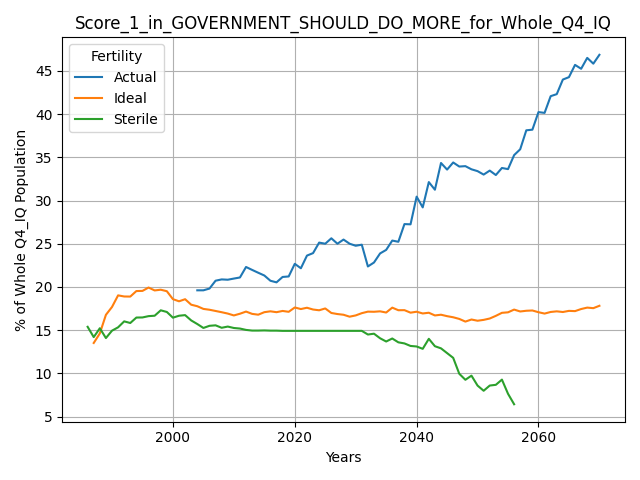 Score_1_in_GOVERNMENT_SHOULD_DO_MORE_for_Whole_Q4_IQ
Fertility
Actual
Ideal
Sterile
% of Whole Q4_IQ Population
45
40
35
30
25
20
15
10
5
2000 2020 2040 2060
Years